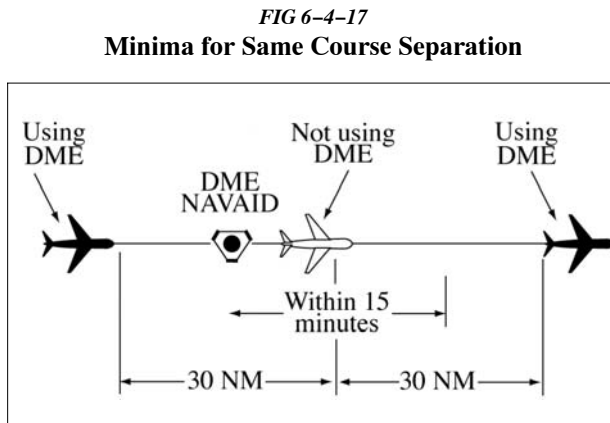 FIG 6–4–17
Minima for Same Course Separation
Using
DME
Not using
DME
Using
DME
DME
NAVAID
Within 15
minutes
30 NM
30 NM